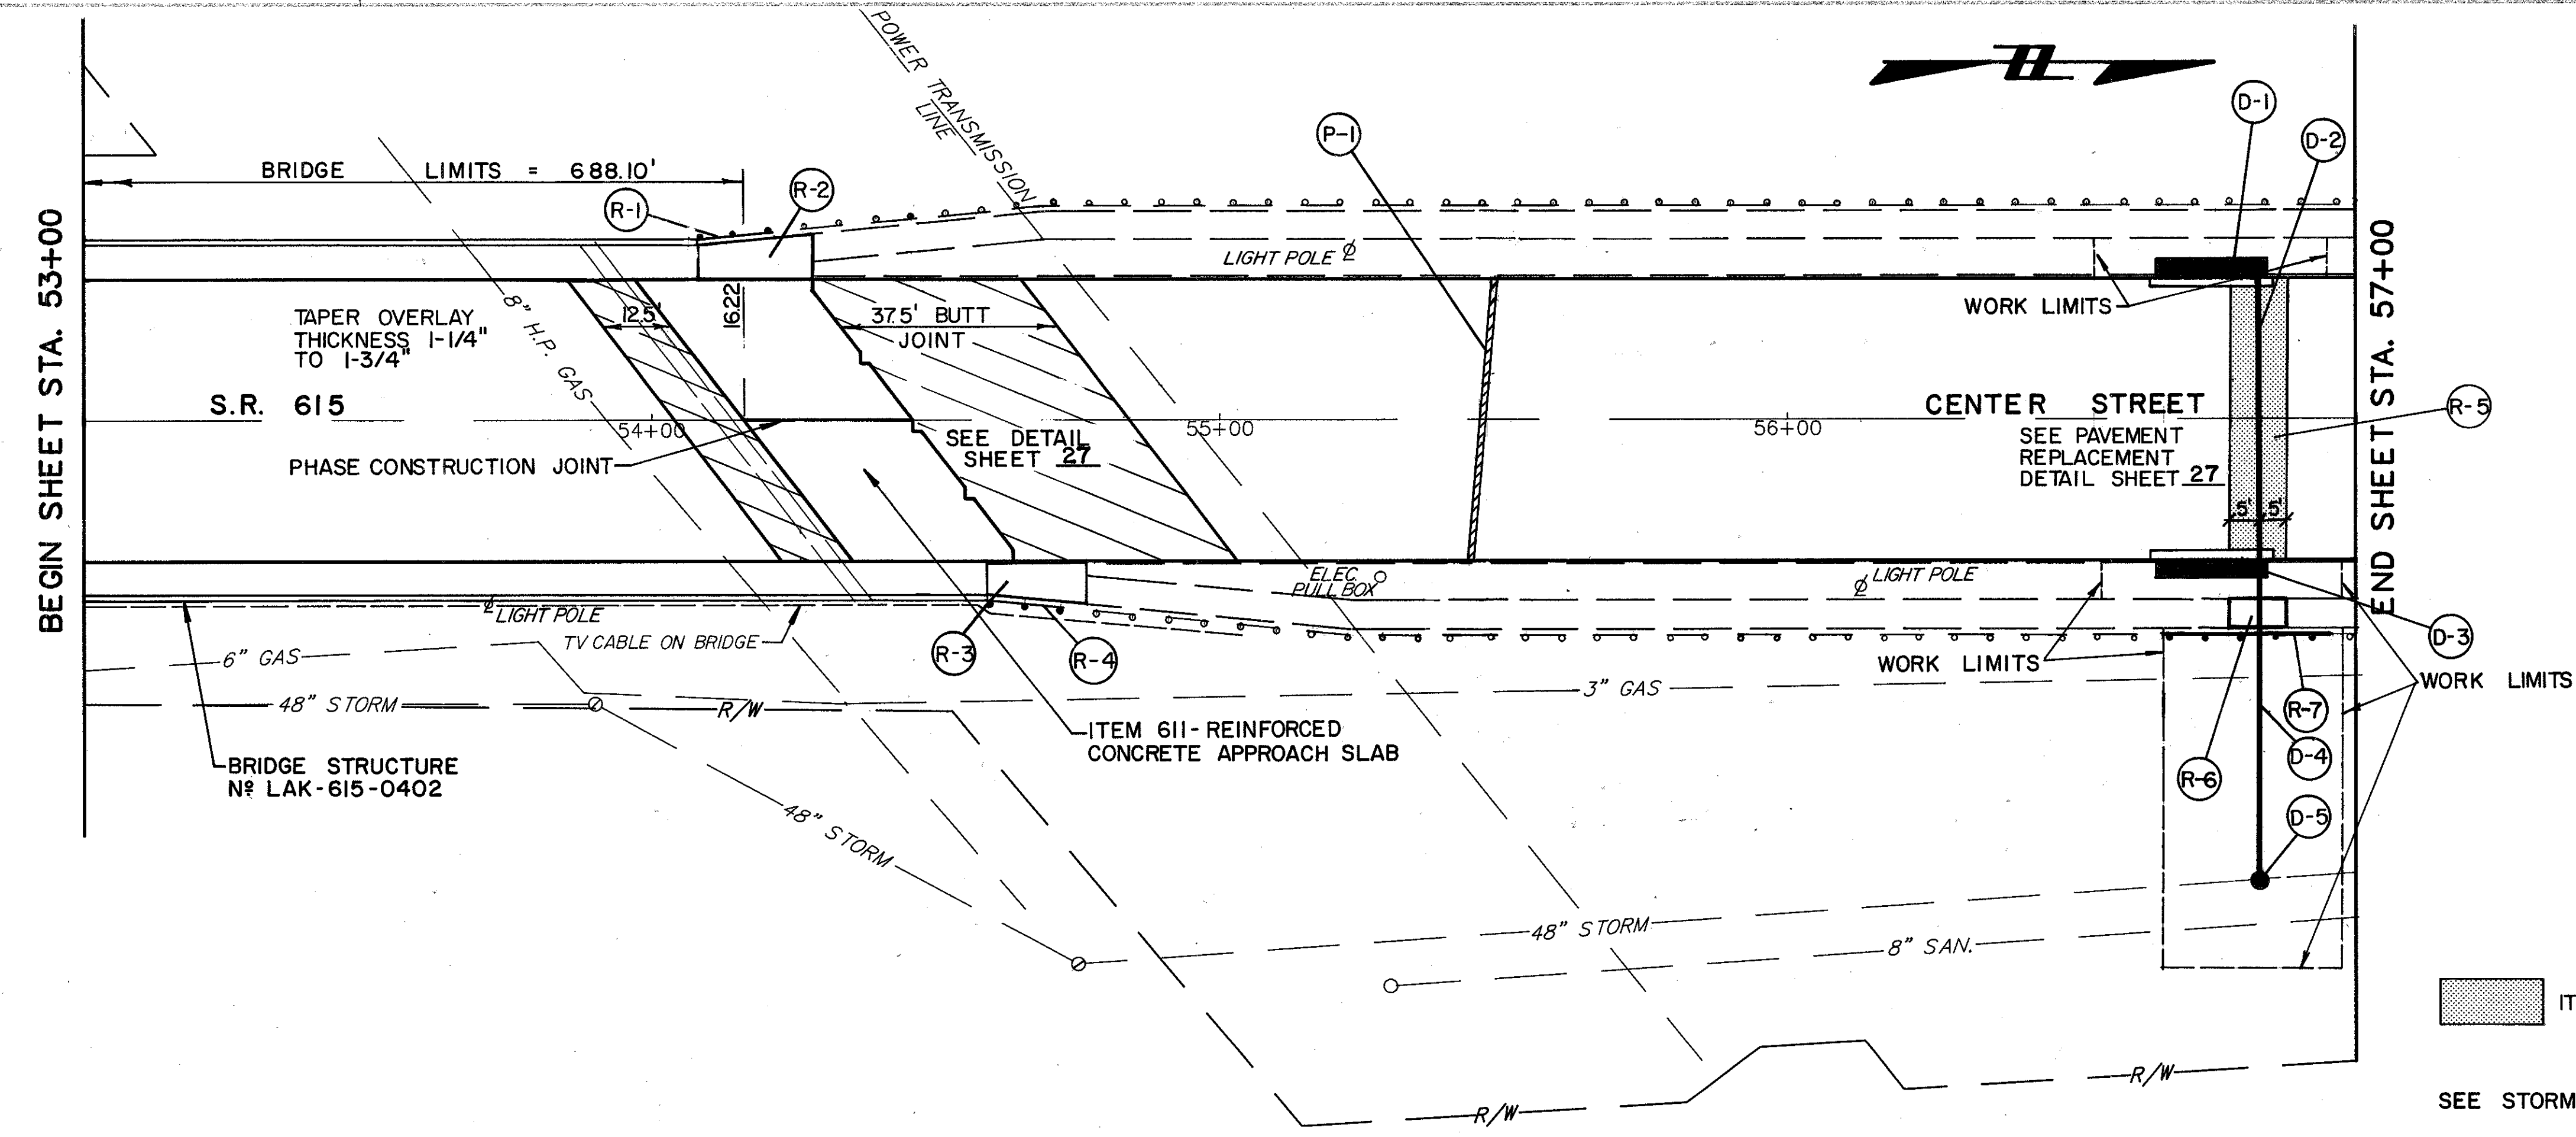 POWER TRANSMISSION
LINE
D-1
P-1
D-2
BRIDGE LIMITS = 688.10'
R-2
R-1
BEGIN SHEET STA. 53+00
LIGHT POLE
END SHEET STA. 57+00
WORK LIMITS
8" H.P. GAS
12.5'
16.22
37.5' BUTT
JOINT
TAPER OVERLAY
THICKNESS 1-1/4"
TO 1-3/4"
S.R. 615
CENTER STREET
R-5
54+00
55+00
56+00
SEE DETAIL
SHEET 27
SEE PAVEMENT
REPLACEMENT
DETAIL SHEET 27
PHASE CONSTRUCTION JOINT
5' 5'
ELEC.
PULL BOX
LIGHT POLE
LIGHT POLE
TV CABLE ON BRIDGE
R-3
R-4
D-3
6" GAS
WORK LIMITS
WORK LIMITS
3" GAS
48" STORM
R/W
R-7
ITEM 611-REINFORCED
CONCRETE APPROACH SLAB
D-4
R-6
BRIDGE STRUCTURE
Nº LAK-615-0402
D-5
48" STORM
48" STORM
8" SAN.
IT
R/W
R/W
SEE STORM